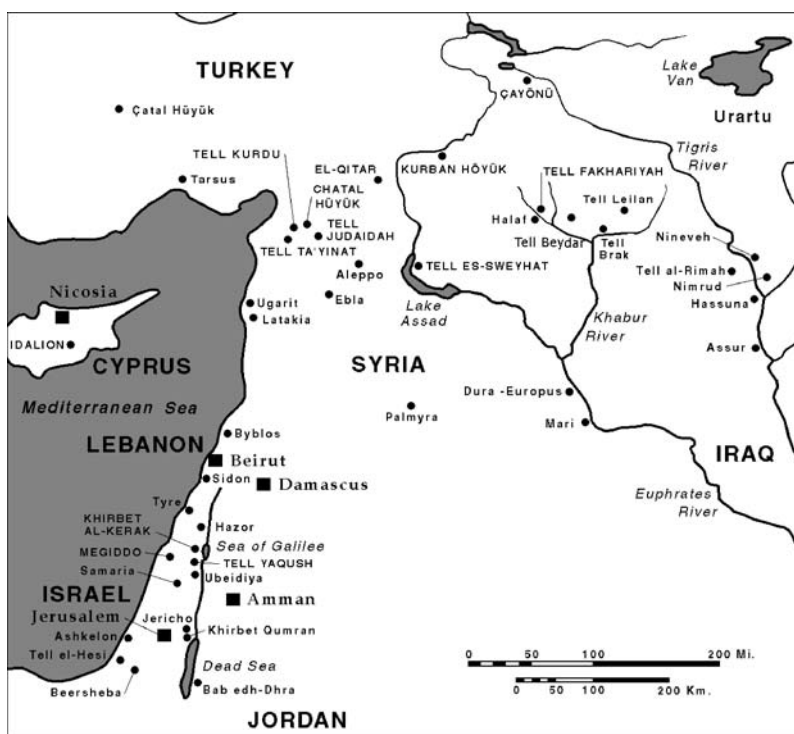 TURKEY
Lake
Van
Urartu
ÇAYÖNÜ
Çatal Hüyük
Tigris
River
TELL KURDU
EL-QITAR
KURBAN HÖYÜK
TELL FAKHARIYAH
CHATAL
HÜYÜK
Tarsus
Tell Leilan
Halaf
TELL
JUDAIDAH
Tell Beydar
Tell
Brak
Nineveh
TELL TA'YINAT
Aleppo
TELL ES-SWEYHAT
Tell al-Rimah
Nimrud
Nicosia
Ugarit
Ebla
Lake
Assad
Hassuna
Latakia
Khabur
River
IDALION
CYPRUS
SYRIA
Assur
Mediterranean Sea
Dura -Europus
Palmyra
Mari
LEBANON
Byblos
IRAQ
Beirut
Sidon
Damascus
Euphrates
River
Tyre
KHIRBET
AL-KERAK
Hazor
Sea of Galilee
MEGIDDO
TELL YAQUSH
Samaria
Ubeidiya
ISRAEL
Amman
Jerusalem
Jericho
Ashkelon
Khirbet Qumran
Tell el-Hesi
Dead Sea
Beersheba
Bab edh-Dhra
JORDAN
0 50 100 200 Mi.
0 50 100 200 Km.